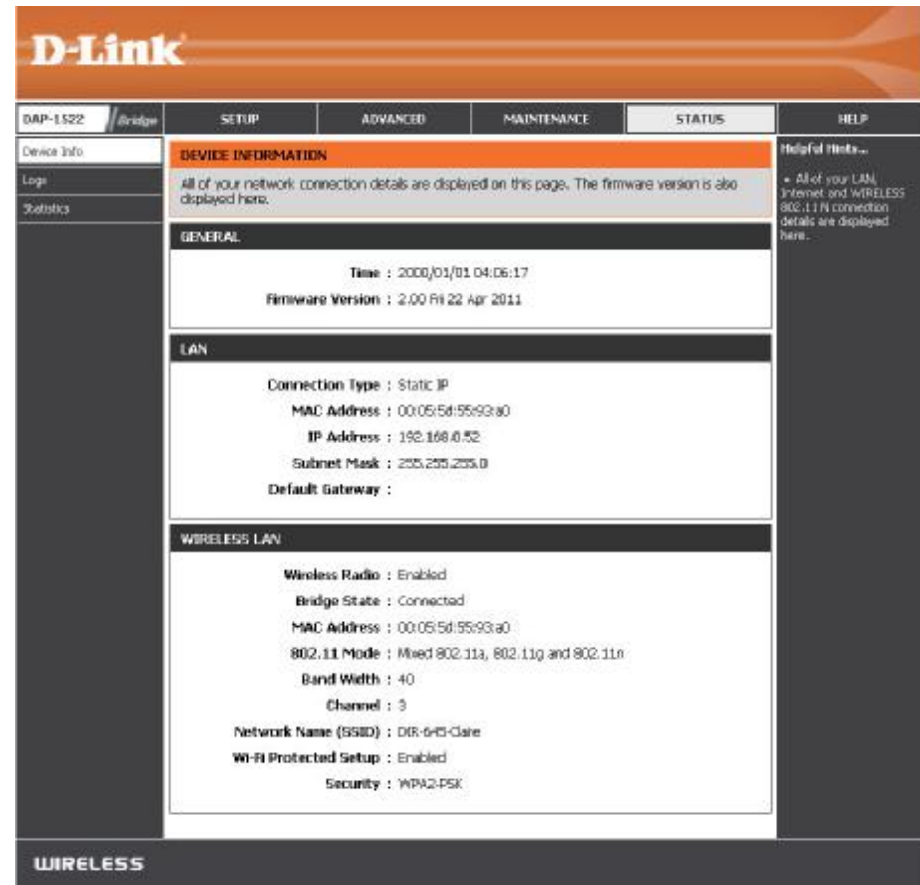 D-Link
DAP-1522 Bridge SETUP ADVANCED MAINTENANCE STATUS HELP
Device Info
Logs
Statistics
DEVICE INFORMATION
All of your network connection details are displayed on this page. The firmware version is also
displayed here.
GENERAL
Time : 2000/01/01 04:06:17
Firmware Version : 2.00 Fri 22 Apr 2011
LAN
Connection Type : Static IP
MAC Address : 00:05:5d:55:93:a0
IP Address : 192.168.0.52
Subnet Mask : 255.255.255.0
Default Gateway :
WIRELESS LAN
Wireless Radio : Enabled
Bridge State : Connected
MAC Address : 00:05:5d:55:93:a0
802.11 Mode : Mixed 802.11a, 802.11g and 802.11n
Band Width : 40
Channel : 3
Network Name (SSID) : DIR-645-Clare
Wi-Fi Protected Setup : Enabled
Security : WPA2-PSK
Helpful Hints...
• All of your LAN,
Internet and WIRELESS
802.11 N connection
details are displayed
here.
WIRELESS